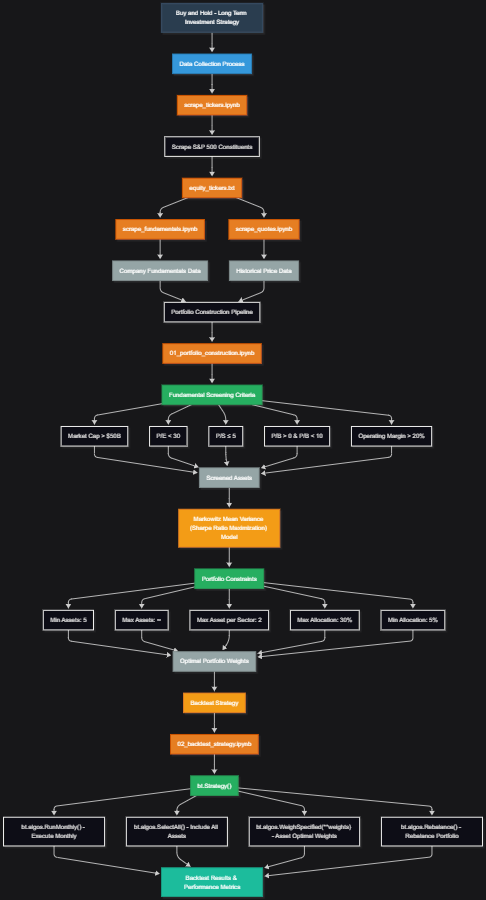 Buy and Hold - Long Term
Investment Strategy
Data Collection Process
scrape_tickers.ipynb
Scrape S&P 500 Constituents
equity_tickers.txt
scrape_fundamentals.ipynb
scrape_quotes.ipynb
Company Fundamentals Data
Historical Price Data
Portfolio Construction Pipeline
01_portfolio_construction.ipynb
Fundamental Screening Criteria
Market Cap > $50B
P/E < 30
P/S ≤ 5
P/B > 0 & P/B < 10
Operating Margin > 20%
Screened Assets
Markowitz Mean Variance
(Sharpe Ratio Maximization)
Model
Portfolio Constraints
Min Assets: 5
Max Assets: ∞
Max Asset per Sector: 2
Max Allocation: 30%
Min Allocation: 5%
Optimal Portfolio Weights
Backtest Strategy
02_backtest_strategy.ipynb
bt.Strategy()
bt.algos.RunMonthly() -
Execute Monthly
bt.algos.SelectAll() - Include All
Assets
bt.algos.WeighSpecified(**weights)
- Asset Optimal Weights
bt.algos.Rebalance() -
Rebalance Portfolio
Backtest Results &
Performance Metrics